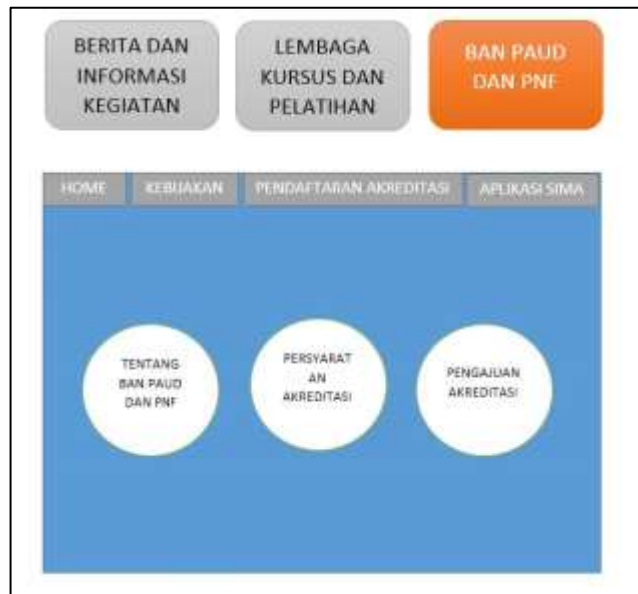 BERITA DAN
INFORMASI
KEGIATAN
LEMBAGA
KURSUS DAN
PELATIHAN
BAN PAUD
DAN PNF
HOME
KEBIJAKAN
PENDAFTARAN AKREDITASI
APLIKASI SIMA
TENTANG
BAN PAUD
DAN PNF
PERSYARAT
AN
AKREDITASI
PENGAJUAN
AKREDITASI